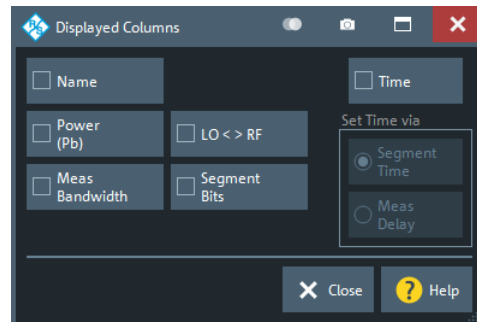 Displayed Columns
Name
Time
Power
(Pb)
LO < > RF
Set Time via
Segment
Time
Meas
Bandwidth
Segment
Bits
Meas
Delay
Close
? Help